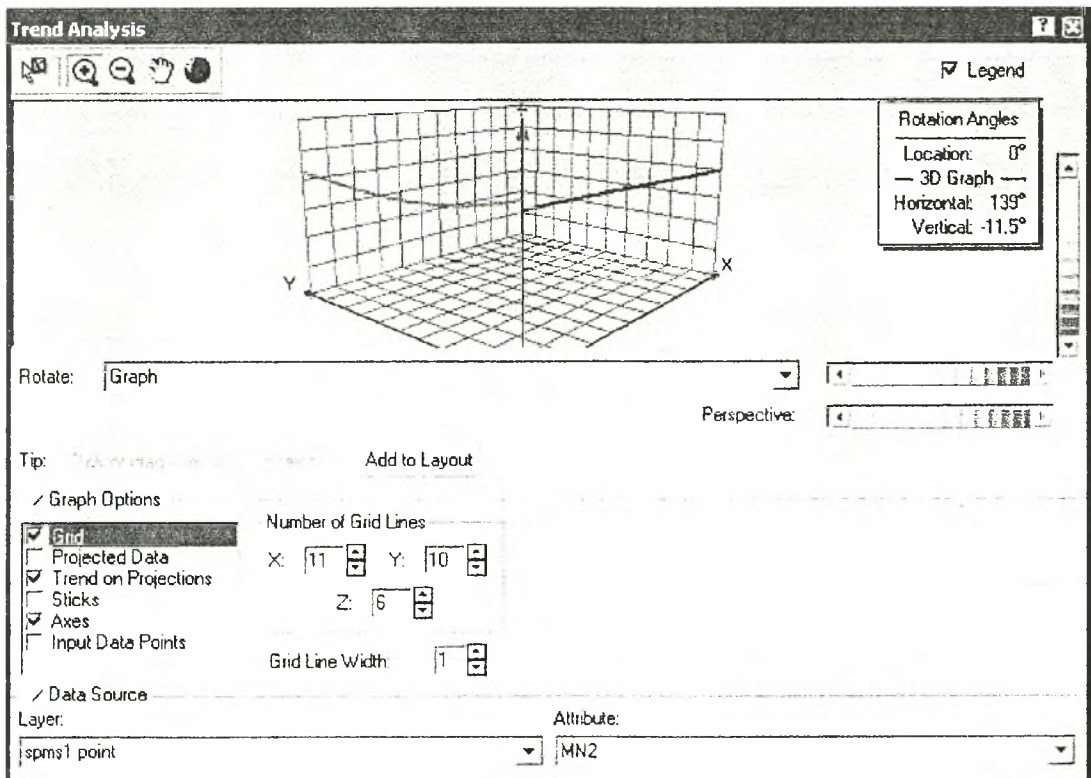 Trend Analysis
Legend
Rotation Angles
Location: 0°
3D Graph
Horizontal: 139°
Vertical: -11.5°
Z
Y
X
Rotate: Graph
Perspective:
Tip: Add to Layout
Graph Options
Grid
Projected Data
Trend on Projections
Sticks
Axes
Input Data Points
Number of Grid Lines
X: 11 Y: 10
Z: 6
Grid Line Width: 1
Data Source
Layer: Attribute:
spms1 point MN2